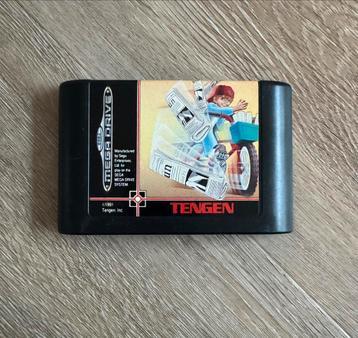 SEGA
MEGA DRIVE
Manufactured
by Sega
Enterprises
Ltd. for
play on the
SEGA
MEGA DRIVE
SYSTEM
©1991
Tengen Inc.
TENGEN